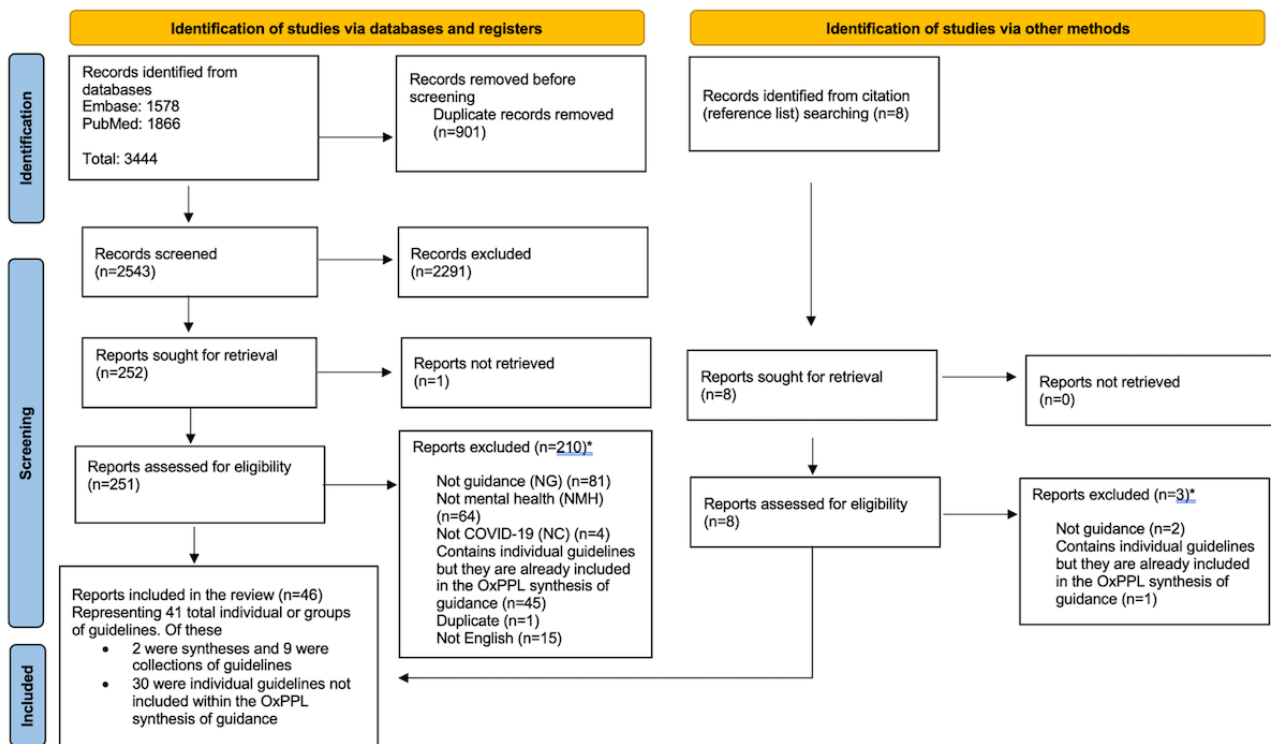 Identification of studies via databases and registers
Identification of studies via other methods
Identification
Records identified from
databases
Embase: 1578
PubMed: 1866
Total: 3444
Records removed before
screening
Duplicate records removed
(n=901)
Records identified from citation
(reference list) searching (n=8)
Screening
Records screened
(n=2543)
Records excluded
(n=2291)
Reports sought for retrieval
(n=252)
Reports not retrieved
(n=1)
Reports sought for retrieval
(n=8)
Reports not retrieved
(n=0)
Reports assessed for eligibility
(n=251)
Reports excluded (n=210)*
Not guidance (NG) (n=81)
Not mental health (NMH)
(n=64)
Not COVID-19 (NC) (n=4)
Contains individual guidelines
but they are already included
in the OxPPL synthesis of
guidance (n=45)
Duplicate (n=1)
Not English (n=15)
Reports assessed for eligibility
(n=8)
Reports excluded (n=3)*
Not guidance (n=2)
Contains individual guidelines
but they are already included
in the OxPPL synthesis of
guidance (n=1)
Included
Reports included in the review (n=46)
Representing 41 total individual or groups
of guidelines. Of these
• 2 were syntheses and 9 were
collections of guidelines
• 30 were individual guidelines not
included within the OxPPL
synthesis of guidance